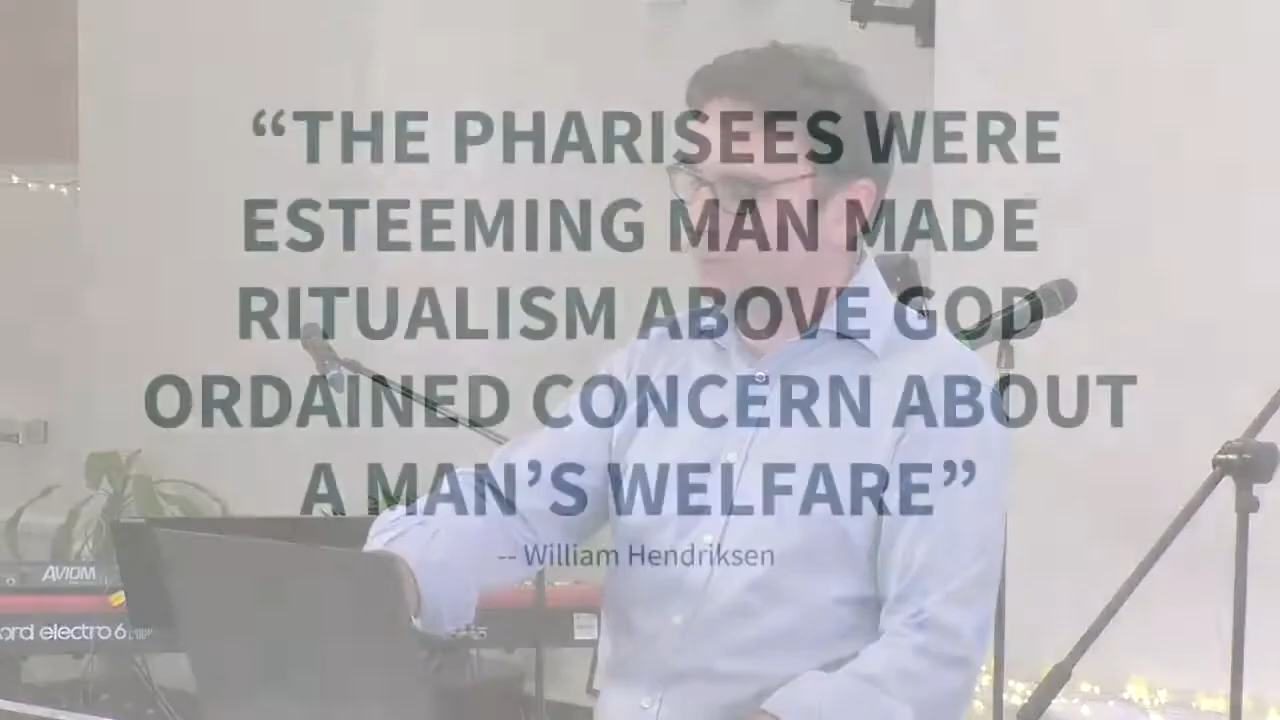 “THE PHARISEES WERE
ESTEEMING MAN MADE
RITUALISM ABOVE GOD
ORDAINED CONCERN ABOUT
A MAN’S WELFARE”
-- William Hendriksen
AVIOM
ord electro 6